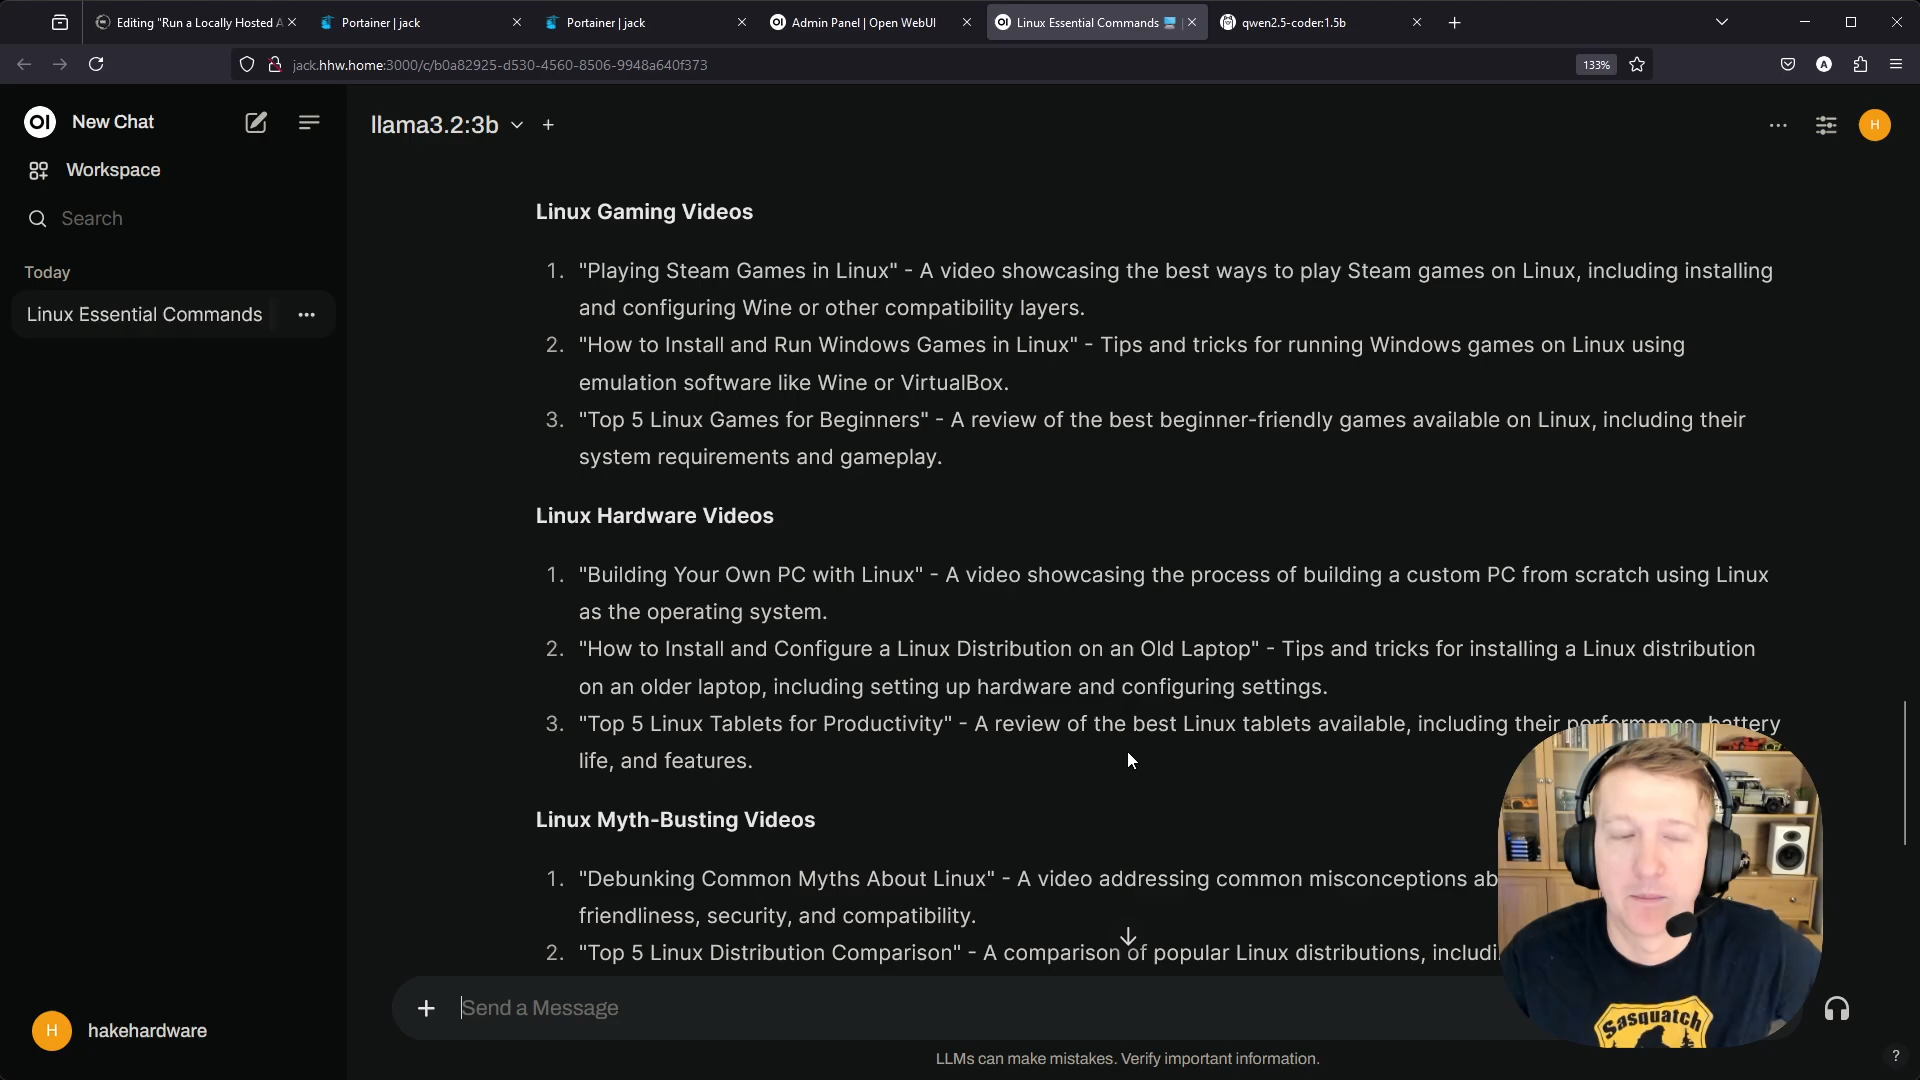 Editing "Run a Locally Hosted A
Portainer | jack
Portainer | jack
Admin Panel | Open WebUI
Linux Essential Commands
qwen2.5-coder:1.5b
jack.hhw.home:3000/c/b0a82925-d530-4560-8506-9948a640f373
133%
A
OI
New Chat
Workspace
Search
Today
Linux Essential Commands
llama3.2:3b
H
Linux Gaming Videos
1. "Playing Steam Games in Linux" - A video showcasing the best ways to play Steam games on Linux, including installing
and configuring Wine or other compatibility layers.
2. "How to Install and Run Windows Games in Linux" - Tips and tricks for running Windows games on Linux using
emulation software like Wine or VirtualBox.
3. "Top 5 Linux Games for Beginners" - A review of the best beginner-friendly games available on Linux, including their
system requirements and gameplay.
Linux Hardware Videos
1. "Building Your Own PC with Linux" - A video showcasing the process of building a custom PC from scratch using Linux
as the operating system.
2. "How to Install and Configure a Linux Distribution on an Old Laptop" - Tips and tricks for installing a Linux distribution
on an older laptop, including setting up hardware and configuring settings.
3. "Top 5 Linux Tablets for Productivity" - A review of the best Linux tablets available, including their performance, battery
life, and features.
Linux Myth-Busting Videos
1. "Debunking Common Myths About Linux" - A video addressing common misconceptions ab
friendliness, security, and compatibility.
2. "Top 5 Linux Distribution Comparison" - A comparison of popular Linux distributions, includi
Send a Message
Sasquatch
H
hakehardware
LLMs can make mistakes. Verify important information.
?